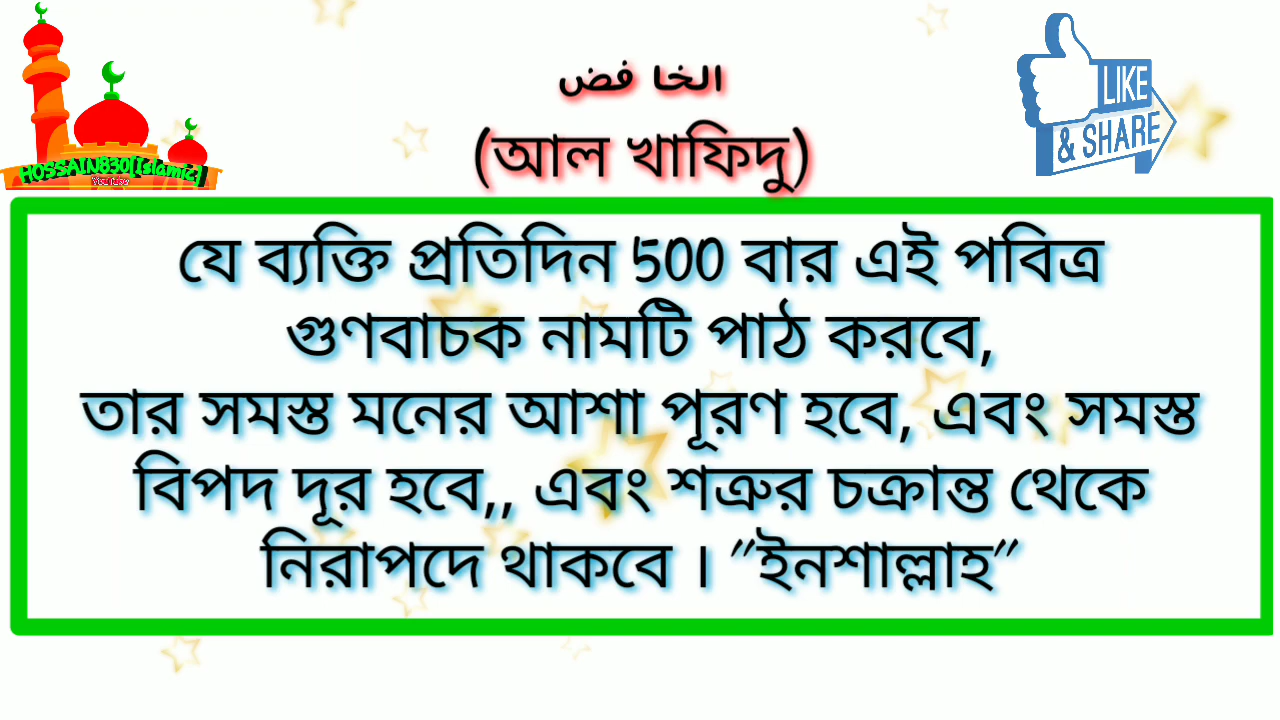 HOSSAIN830[Islamic]
YouTube
LIKE
& SHARE
الخا فض
(আল খাফিদু)
যে ব্যক্তি প্রতিদিন 500 বার এই পবিত্র
গুণবাচক নামটি পাঠ করবে,
তার সমস্ত মনের আশা পূরণ হবে, এবং সমস্ত
বিপদ দূর হবে,, এবং শত্রুর চক্রান্ত থেকে
নিরাপদে থাকবে । "ইনশাল্লাহ"